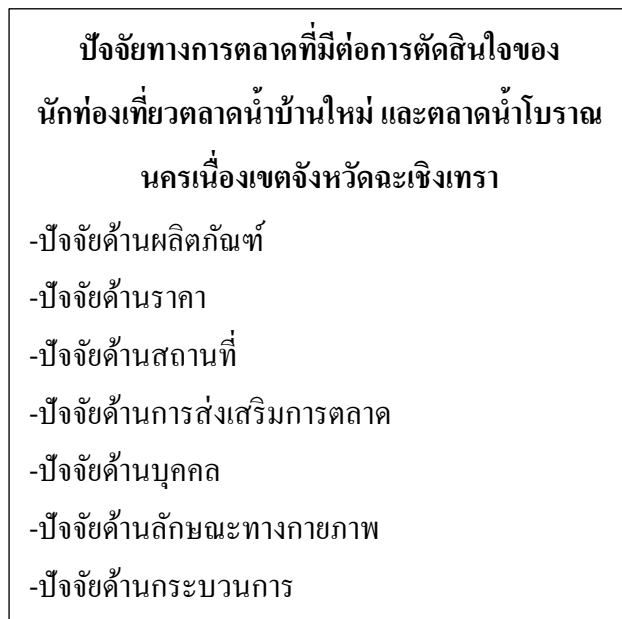 ปัจจัยทางการตลาดที่มีต่อการตัดสินใจของ
นักท่องเที่ยวตลาดน้ำบ้านใหม่ และตลาดน้ำโบราณ
นครเนื่องเขตจังหวัดฉะเชิงเทรา
-ปัจจัยด้านผลิตภัณฑ์
-ปัจจัยด้านราคา
-ปัจจัยด้านสถานที่
-ปัจจัยด้านการส่งเสริมการตลาด
-ปัจจัยด้านบุคคล
-ปัจจัยด้านลักษณะทางกายภาพ
-ปัจจัยด้านกระบวนการ